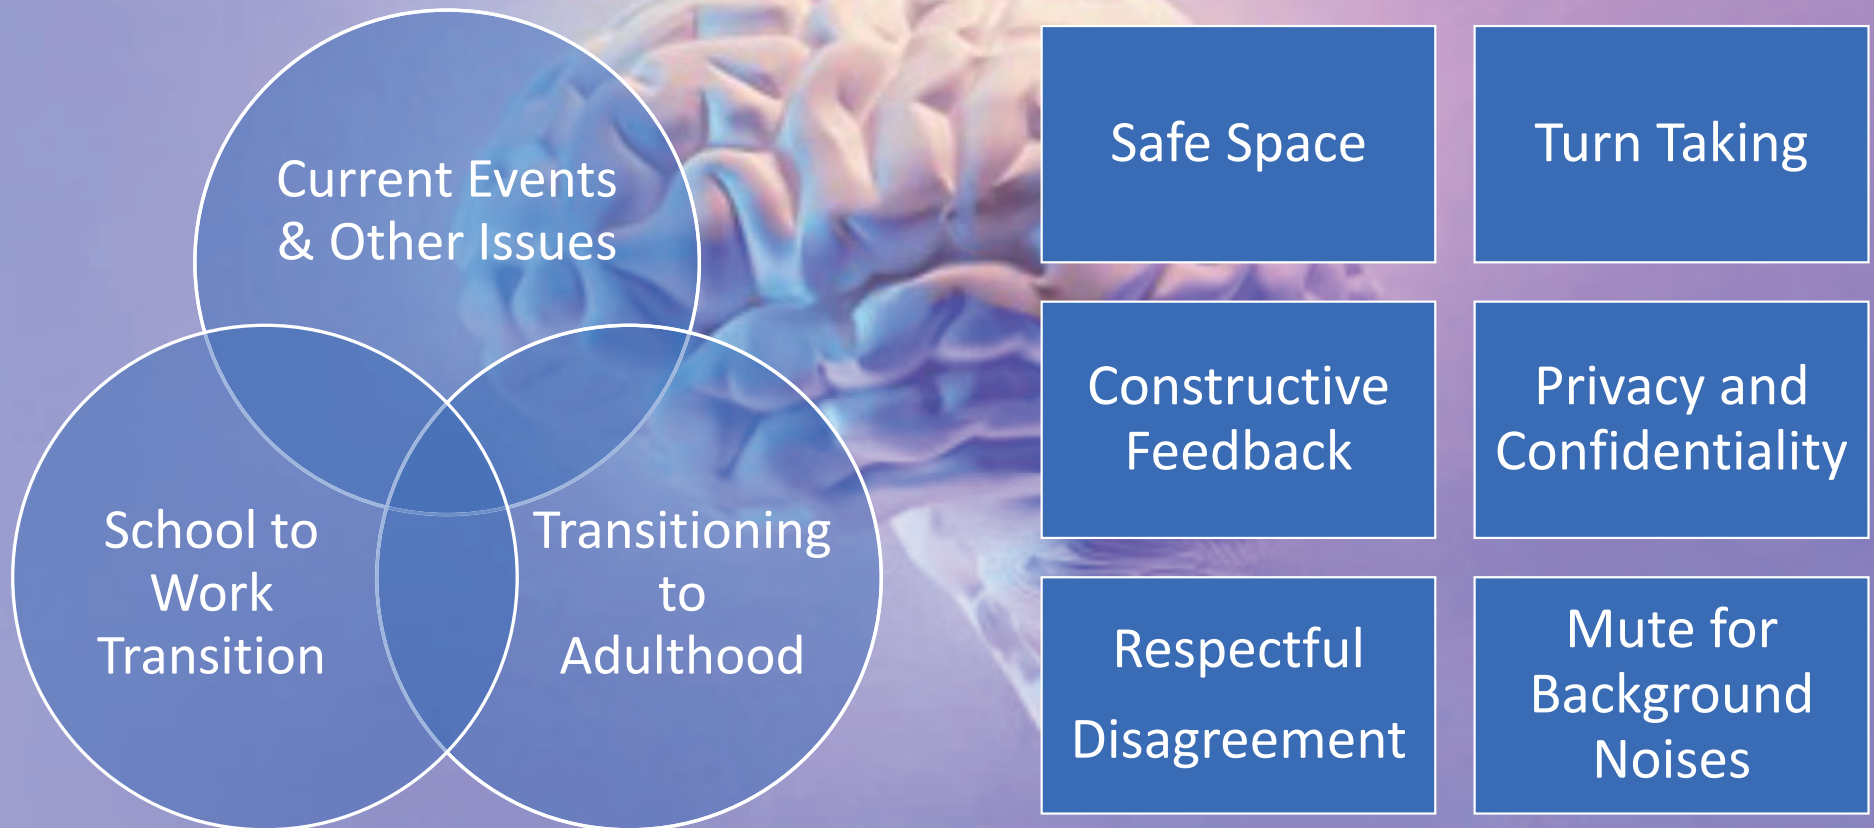 Current Events
& Other Issues
School to
Work
Transition
Transitioning
to
Adulthood
Safe Space
Turn Taking
Constructive
Feedback
Privacy and
Confidentiality
Respectful
Disagreement
Mute for
Background
Noises